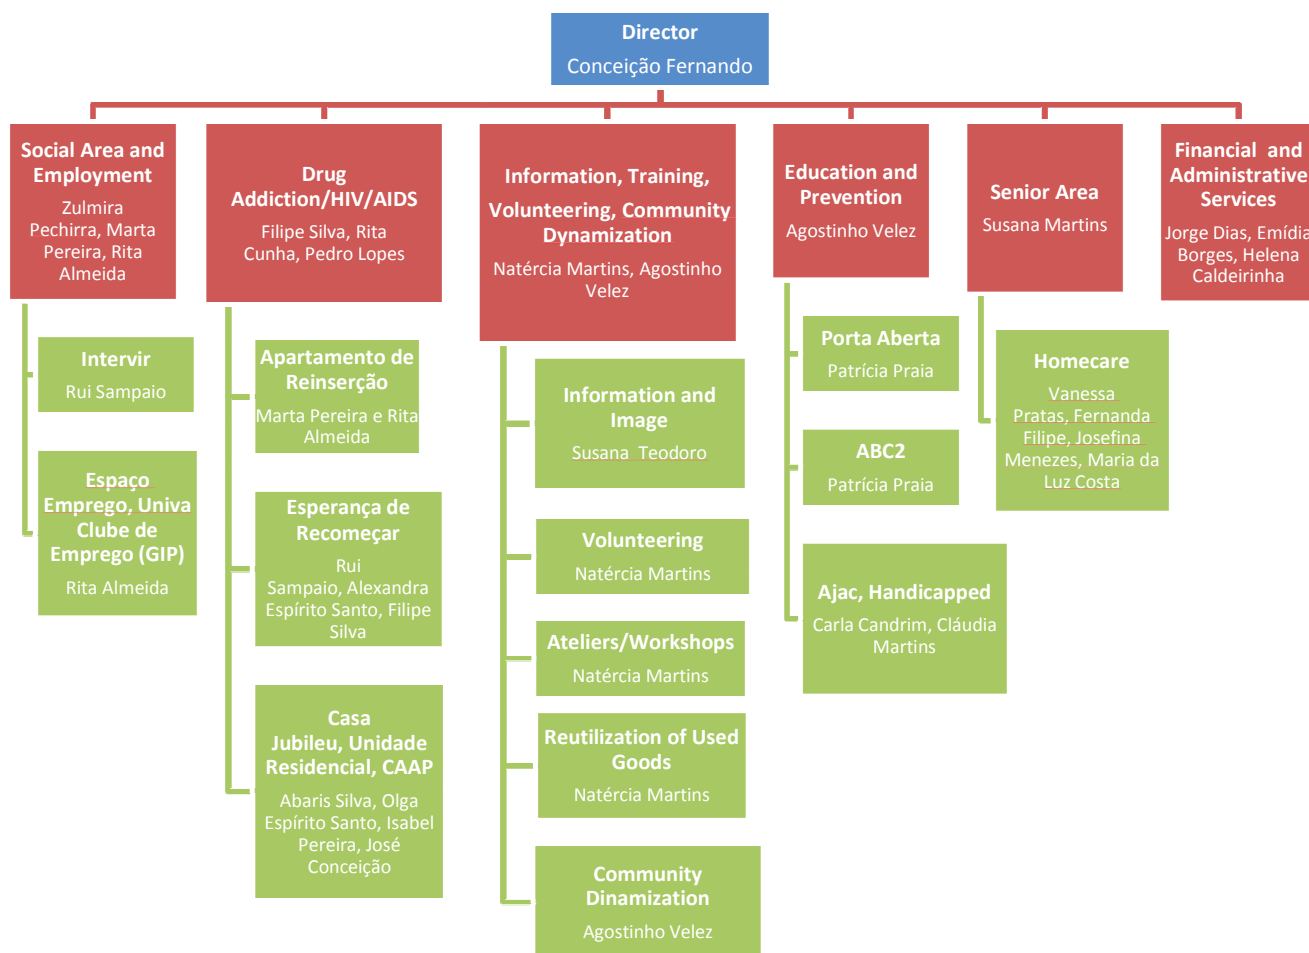 Director
Conceição Fernando
Social Area and
Employment
Zulmira
Pechirra, Marta
Pereira, Rita
Almeida
Intervir
Rui Sampaio
Espaço
Emprego, Univa
Clube de
Emprego (GIP)
Rita Almeida
Drug
Addiction/HIV/AIDS
Filipe Silva, Rita
Cunha, Pedro Lopes
Apartamento de
Reinserção
Marta Pereira e Rita
Almeida
Esperança de
Recomeçar
Rui
Sampaio, Alexandra
Espírito Santo, Filipe
Silva
Casa
Jubileu, Unidade
Residencial, CAAP
Abaris Silva, Olga
Espírito Santo, Isabel
Pereira, José
Conceição
Information, Training,
Volunteering, Community
Dynamization
Natércia Martins, Agostinho
Velez
Information and
Image
Susana Teodoro
Volunteering
Natércia Martins
Ateliers/Workshops
Natércia Martins
Reutilization of Used
Goods
Natércia Martins
Community
Dinamization
Agostinho Velez
Education and
Prevention
Agostinho Velez
Porta Aberta
Patrícia Praia
ABC2
Patrícia Praia
Ajac, Handicapped
Carla Candrim, Cláudia
Martins
Senior Area
Susana Martins
Homecare
Vanessa
Pratas, Fernanda
Filipe, Josefina
Menezes, Maria da
Luz Costa
Financial and
Administrative
Services
Jorge Dias, Emídia
Borges, Helena
Caldeirinha